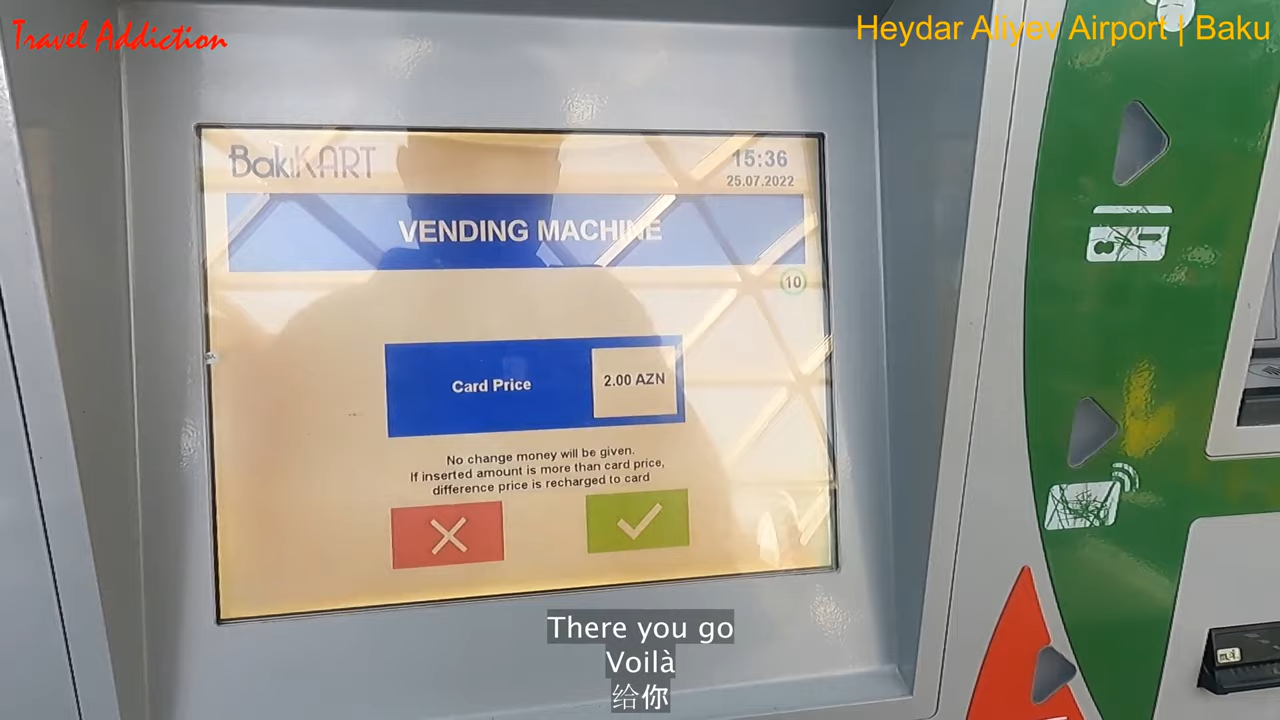 Travel Addiction
Heydar Aliyev Airport | Baku
BakıKART
15:36
25.07.2022
VENDING MACHINE
10
Card Price
2.00 AZN
No change money will be given.
If inserted amount is more than card price,
difference price is recharged to card
There you go
Voilà
给你